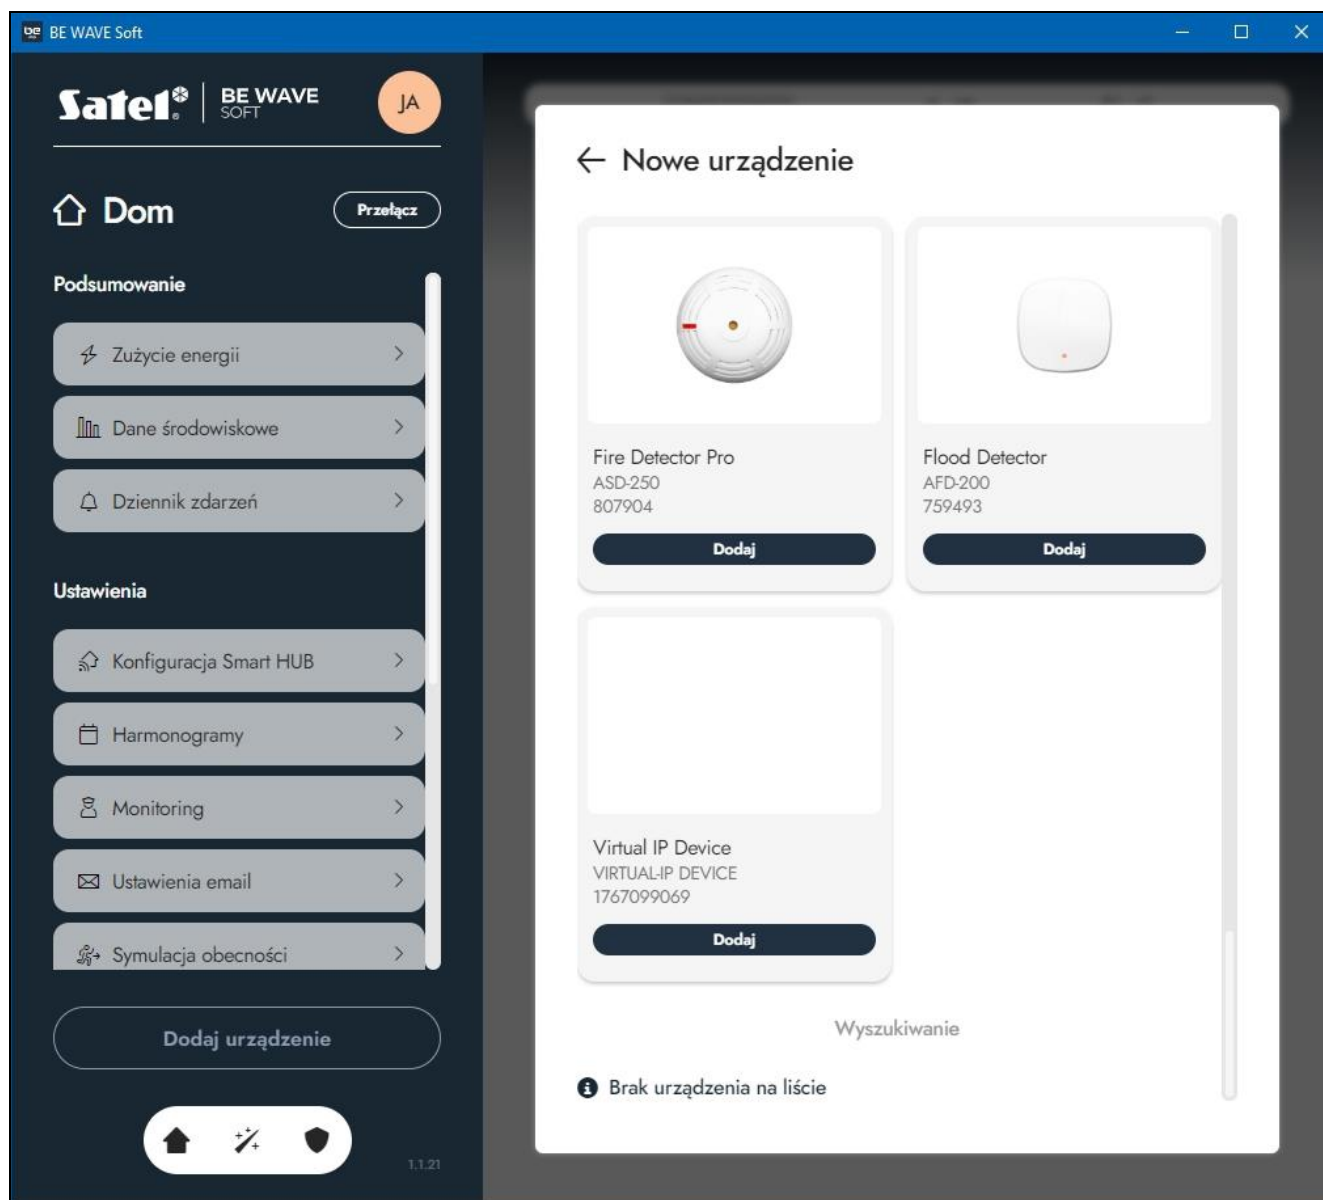 be BE WAVE Soft
Satel® BE WAVE SOFT JA
Dom Przełącz
Podsumowanie
Zużycie energii
Dane środowiskowe
Dziennik zdarzeń
Ustawienia
Konfiguracja Smart HUB
Harmonogramy
Monitoring
Ustawienia email
Symulacja obecności
Dodaj urządzenie
1.1.21
Nowe urządzenie
Fire Detector Pro
ASD-250
807904
Dodaj
Flood Detector
AFD-200
759493
Dodaj
Virtual IP Device
VIRTUAL-IP DEVICE
1767099069
Dodaj
Wyszukiwanie
Brak urządzenia na liście